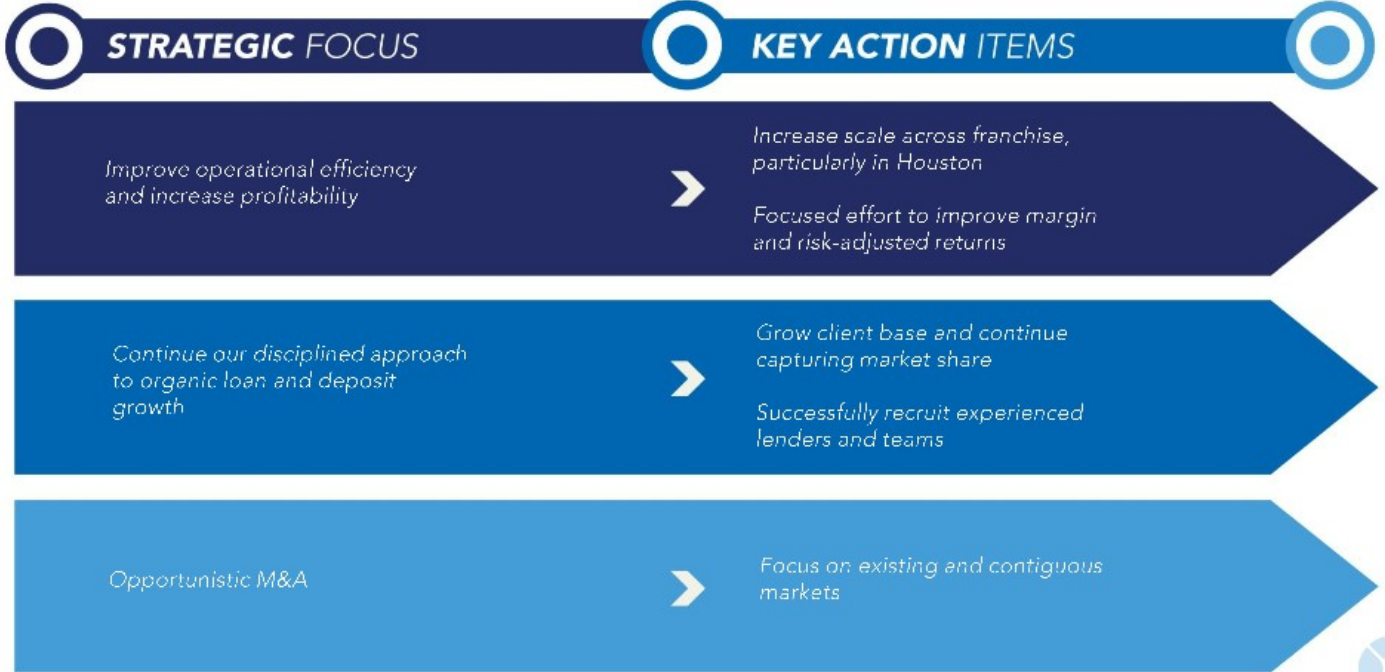 STRATEGIC FOCUS
KEY ACTION ITEMS
Improve operational efficiency
and increase profitability
Increase scale across franchise,
particularly in Houston
Focused effort to improve margin
and risk-adjusted returns
Continue our disciplined approach
to organic loan and deposit
growth
Grow client base and continue
capturing market share
Successfully recruit experienced
lenders and teams
Opportunistic M&A
Focus on existing and contiguous
markets